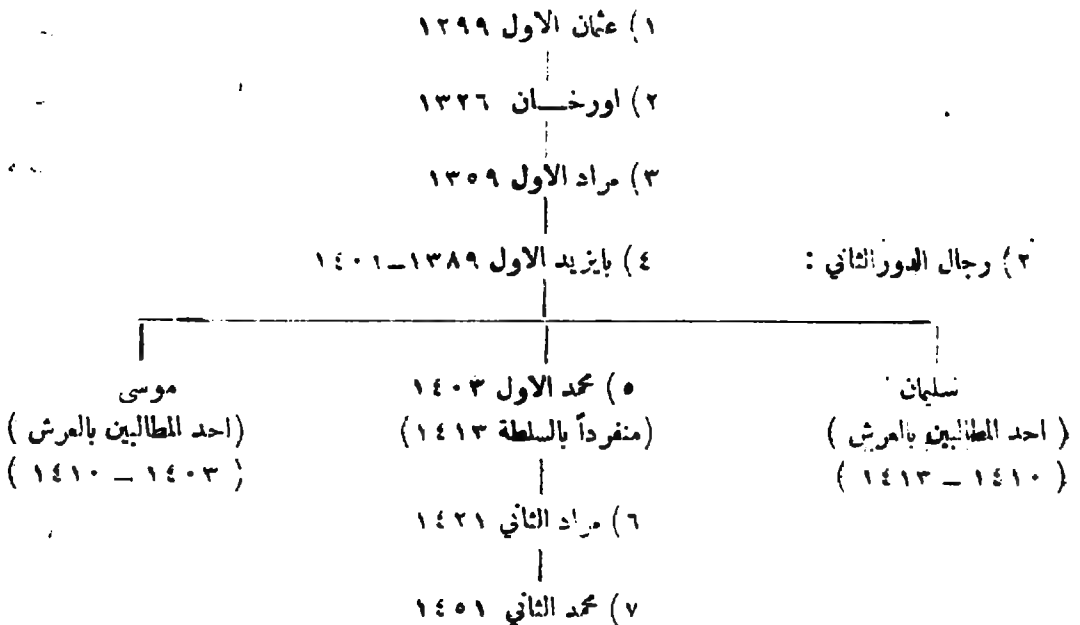 ١) عثمان الاول ١٢٩٩
٢) اورخــان ١٣٢٦
٣) مراد الاول ١٣٥٩
٢) رجال الدور الثاني :
٤) بايزيد الاول ١٣٨٩–١٤٠١
سليمان
( احد المطالبين بالعرش )
( ١٤١٠ – ١٤١٣ )
٥) محمد الاول ١٤٠٣
(منفرداً بالسلطة ١٤١٣)
موسى
(احد المطالبين بالعرش )
( ١٤٠٣ – ١٤١٠ )
٦) مراد الثاني ١٤٢١
٧) محمد الثاني ١٤٥١